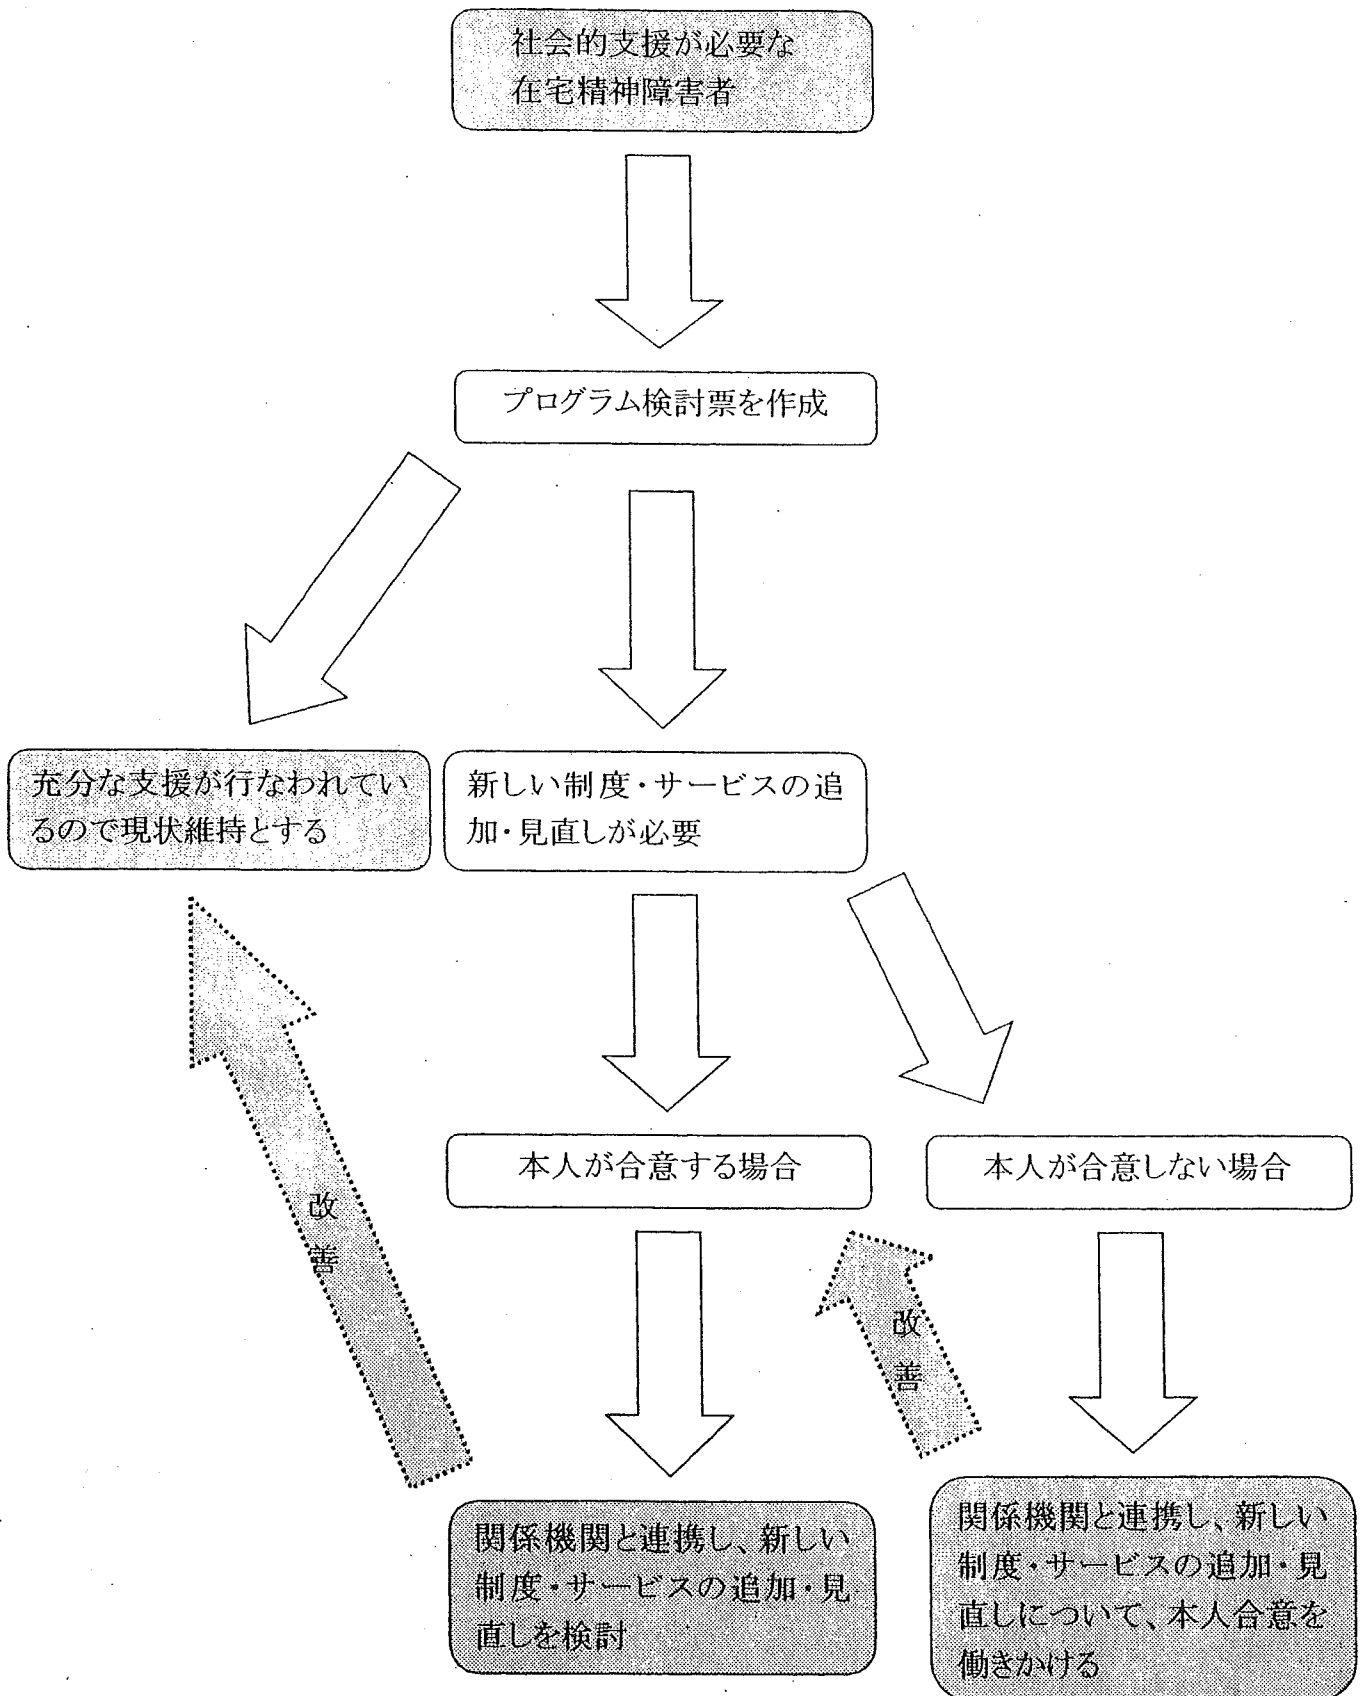 社会的支援が必要な
在宅精神障害者
プログラム検討票を作成
充分な支援が行なわれてい
るので現状維持とする
新しい制度・サービスの追
加・見直しが必要
本人が合意する場合
本人が合意しない場合
改
善
改
善
関係機関と連携し、新しい
制度・サービスの追加・見
直しを検討
関係機関と連携し、新しい
制度・サービスの追加・見
直しについて、本人合意を
働きかける